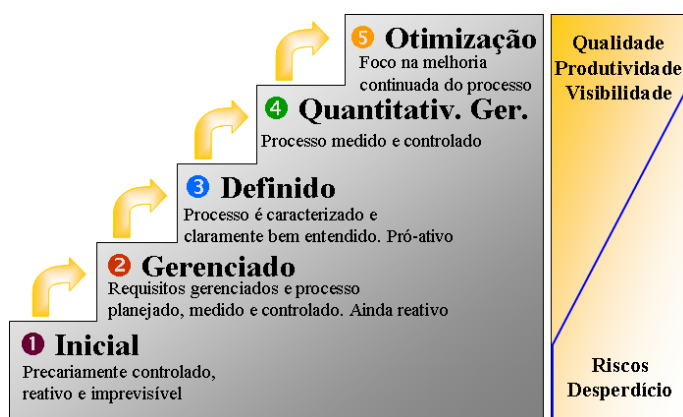 5 Otimização
Foco na melhoria
continuada do processo
4 Quantitativ. Ger.
Processo medido e controlado
3 Definido
Processo é caracterizado e
claramente bem entendido. Pró-ativo
2 Gerenciado
Requisitos gerenciados e processo
planejado, medido e controlado. Ainda reativo
1 Inicial
Precariamente controlado,
reativo e imprevisível
Qualidade
Produtividade
Visibilidade
Riscos
Desperdício